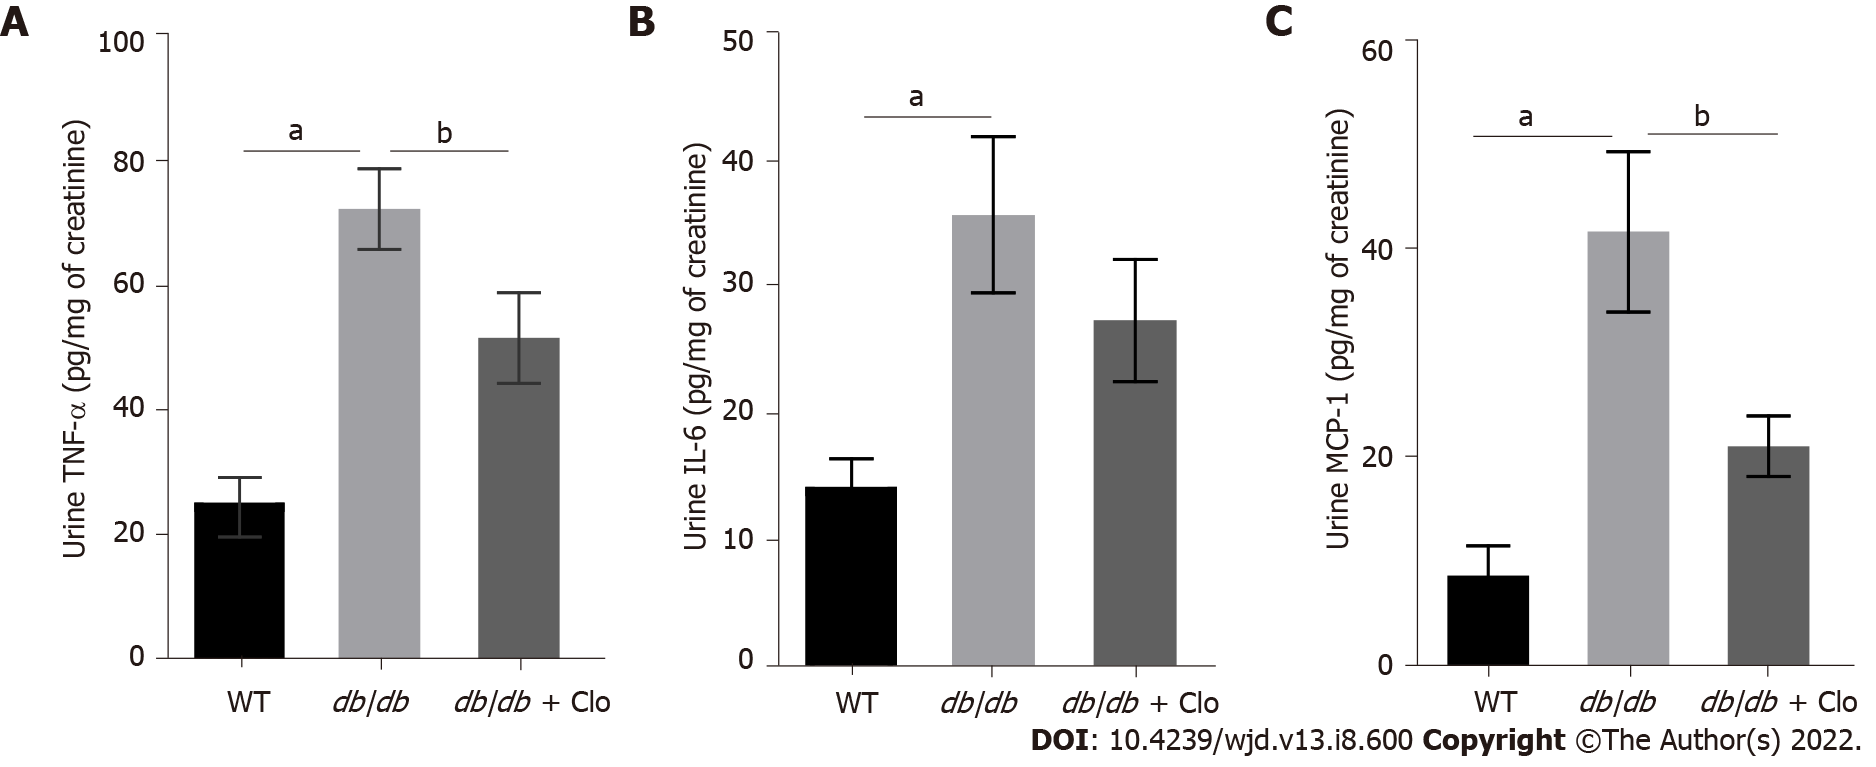 A
Urine TNF-α (pg/mg of creatinine)
100
80
60
40
20
0
a
b
WT
db/db
db/db + Clo
B
Urine IL-6 (pg/mg of creatinine)
50
40
30
20
10
0
a
WT
db/db
db/db + Clo
C
Urine MCP-1 (pg/mg of creatinine)
60
40
20
0
a
b
WT
db/db
db/db + Clo
DOI: 10.4239/wjd.v13.i8.600 Copyright ©The Author(s) 2022.